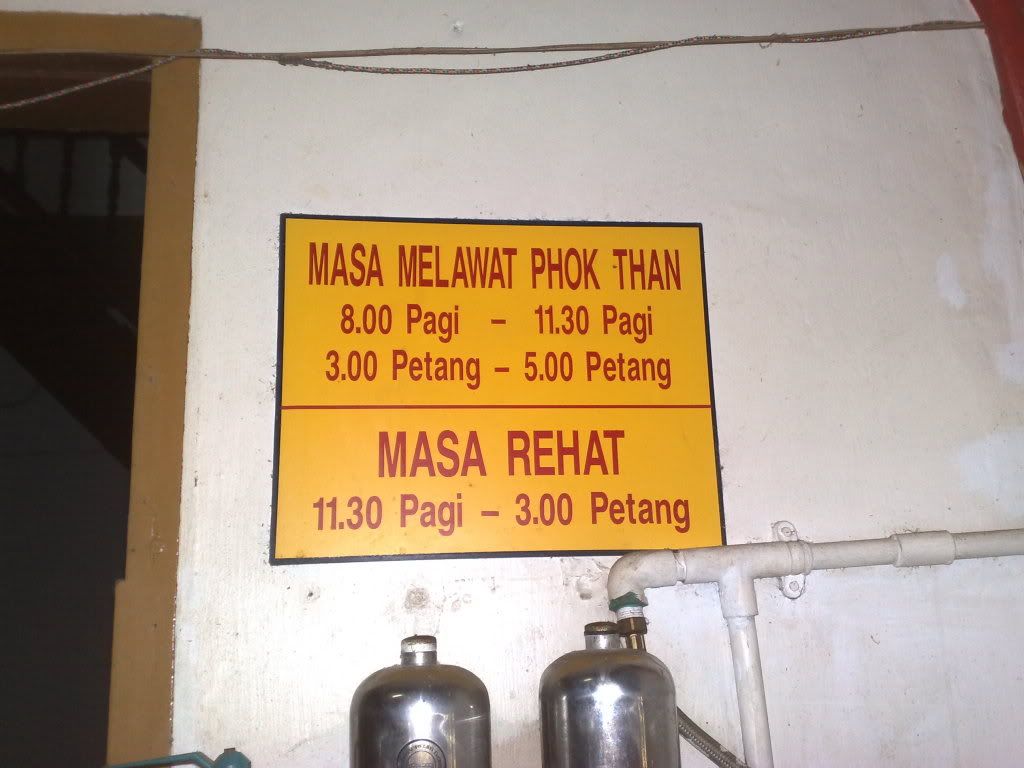 MASA MELAWAT PHOK THAN
8.00 Pagi – 11.30 Pagi
3.00 Petang – 5.00 Petang
MASA REHAT
11.30 Pagi – 3.00 Petang